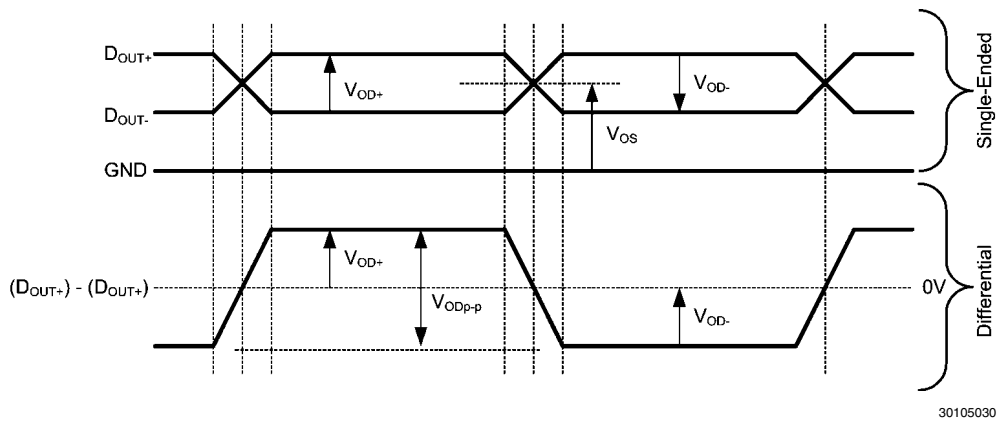 DOUT+
VOD+
VOD-
DOUT-
VOS
GND
Single-Ended
VOD+
(DOUT+) - (DOUT+)
0V
VODp-p
VOD-
Differential
30105030